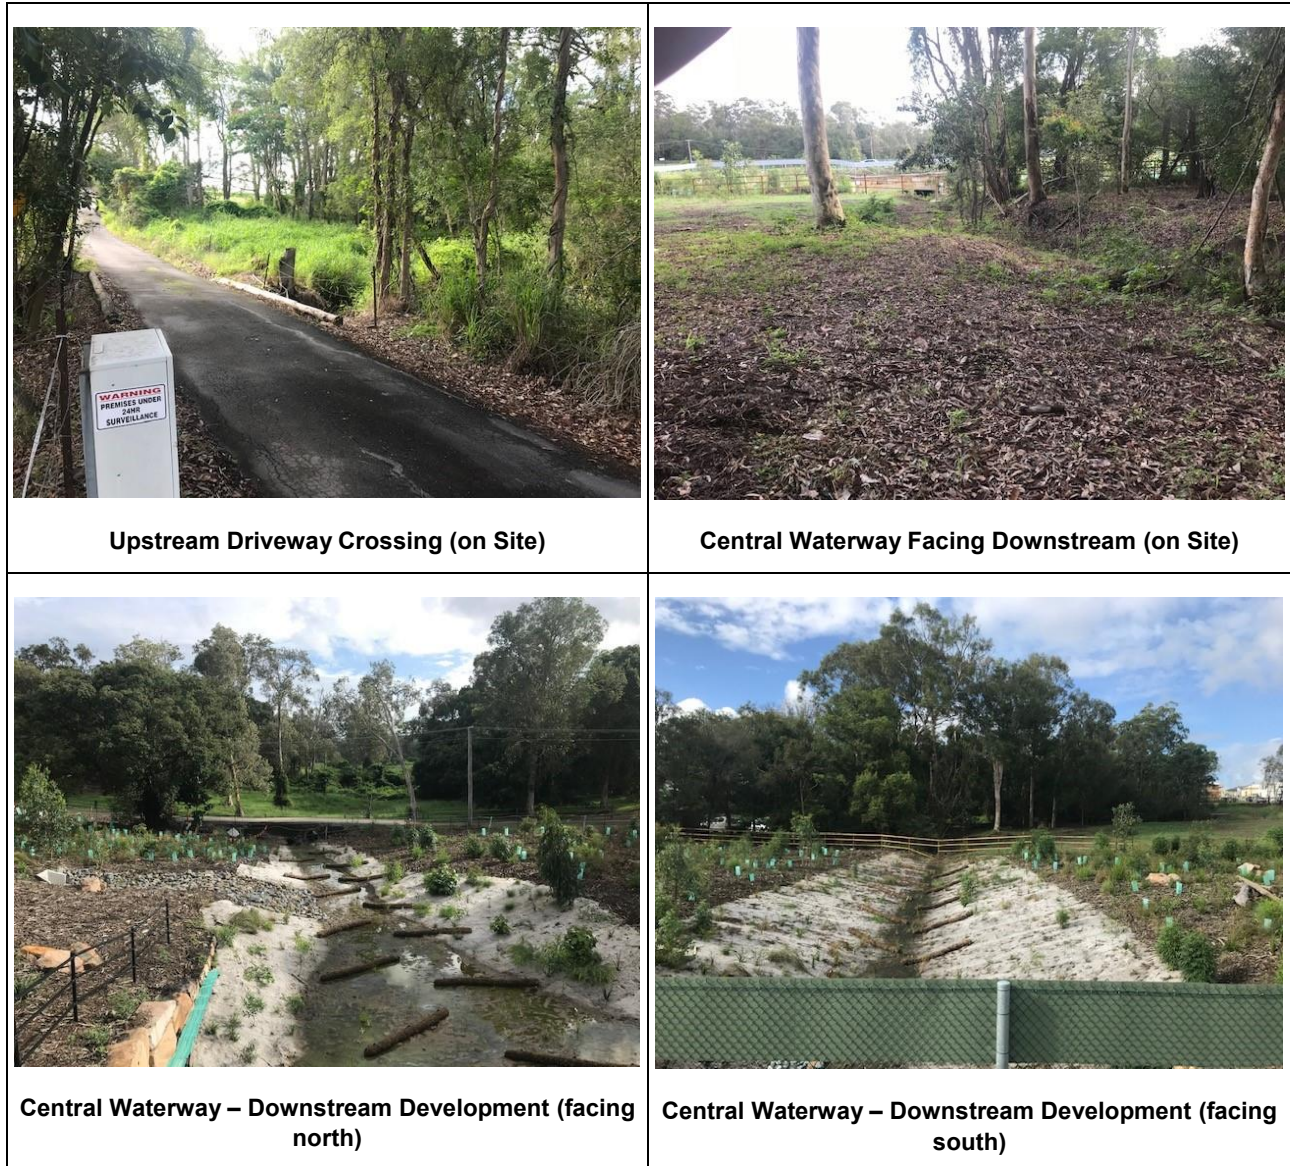 WARNING
PREMISES UNDER
24HR
SURVEILLANCE
Upstream Driveway Crossing (on Site)
Central Waterway Facing Downstream (on Site)
Central Waterway – Downstream Development (facing
north)
Central Waterway – Downstream Development (facing
south)